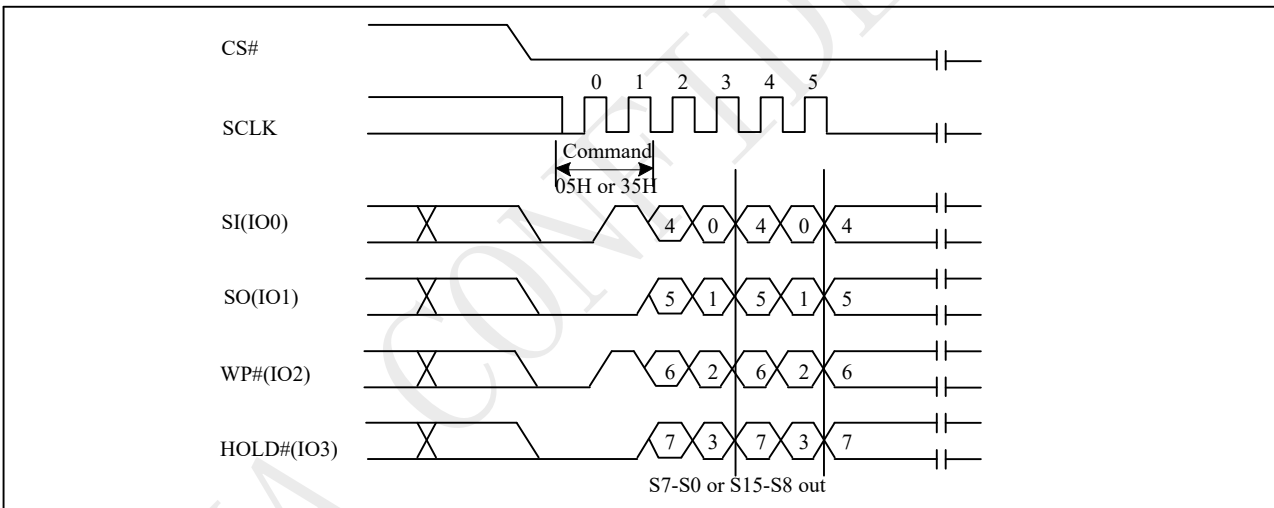 CS#
0 1 2 3 4 5
SCLK
Command
05H or 35H
SI(IO0)
4 0 4 0 4
SO(IO1)
5 1 5 1 5
WP#(IO2)
6 2 6 2 6
HOLD#(IO3)
7 3 7 3 7
S7-S0 or S15-S8 out